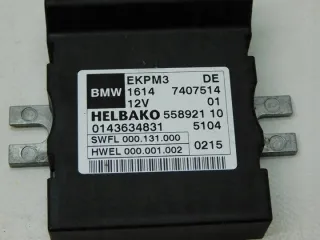 EKPM3 DE
BMW 1614 7407514
12V 01
HELBAKO 558921 10
0143634831 5104
SWFL 000.131.000
HWEL 000.001.002 0215